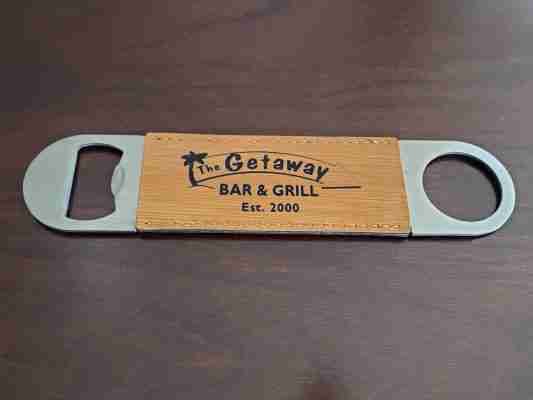 The Getaway
BAR & GRILL
Est. 2000